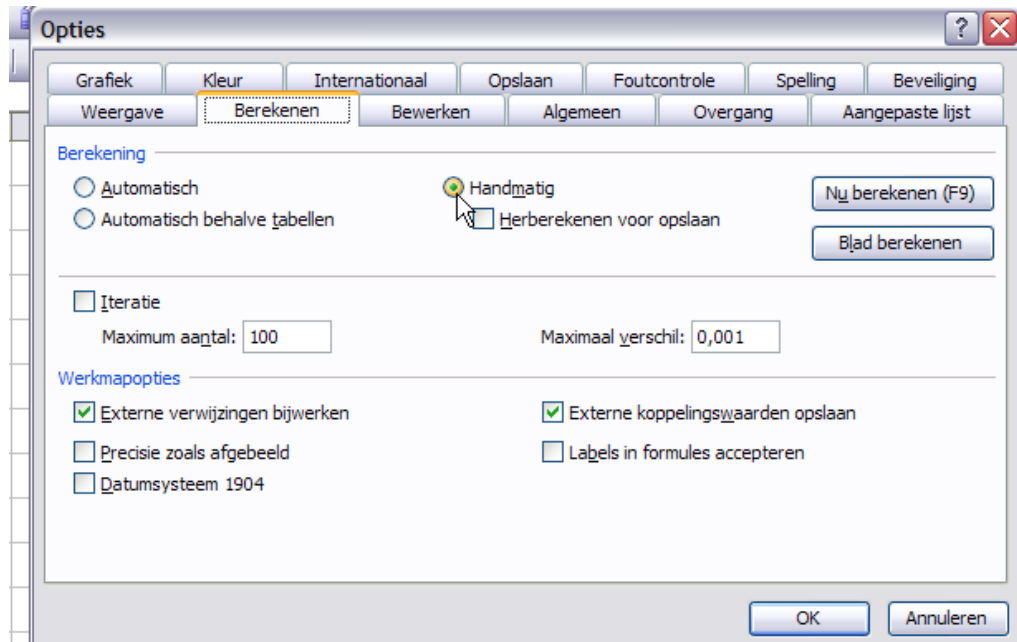 Opties
Grafiek Kleur Internationaal Opslaan Foutcontrole Spelling Beveiliging
Weergave Berekenen Bewerken Algemeen Overgang Aangepaste lijst
Berekening
Automatisch Handmatig Nu berekenen (F9)
Automatisch behalve tabellen Herberekenen voor opslaan
Blad berekenen
Iteratie
Maximum aantal: 100 Maximaal verschil: 0,001
Werkmapopties
Externe verwijzingen bijwerken Externe koppelingswaarden opslaan
Precisie zoals afgebeeld Labels in formules accepteren
Datumsysteem 1904
OK Annuleren